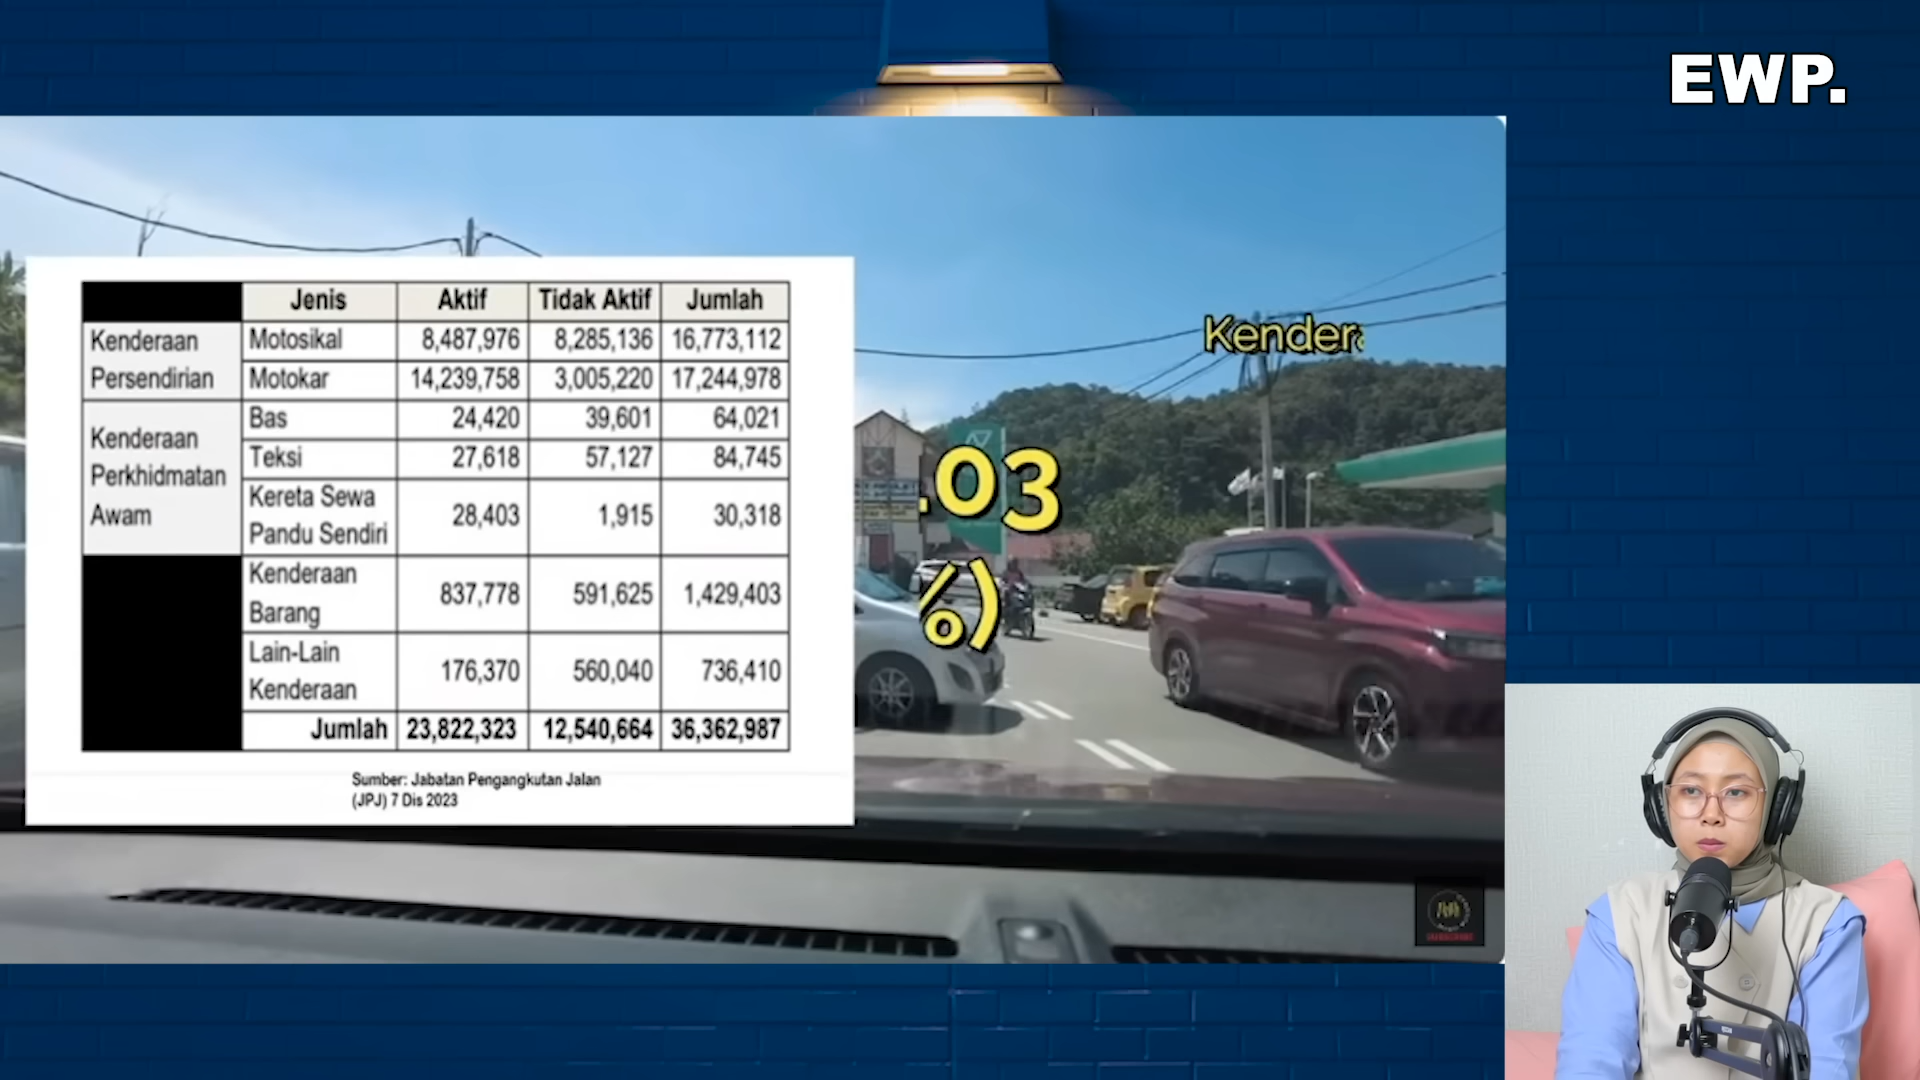 EWP.
Jenis Aktif Tidak Aktif Jumlah
Kenderaan Persendirian
Motosikal 8,487,976 8,285,136 16,773,112
Motokar 14,239,758 3,005,220 17,244,978
Kenderaan Perkhidmatan Awam
Bas 24,420 39,601 64,021
Teksi 27,618 57,127 84,745
Kereta Sewa Pandu Sendiri 28,403 1,915 30,318
Kenderaan Barang 837,778 591,625 1,429,403
Lain-Lain Kenderaan 176,370 560,040 736,410
Jumlah 23,822,323 12,540,664 36,362,987
Sumber: Jabatan Pengangkutan Jalan
(JPJ) 7 Dis 2023
Kender
.03
%)